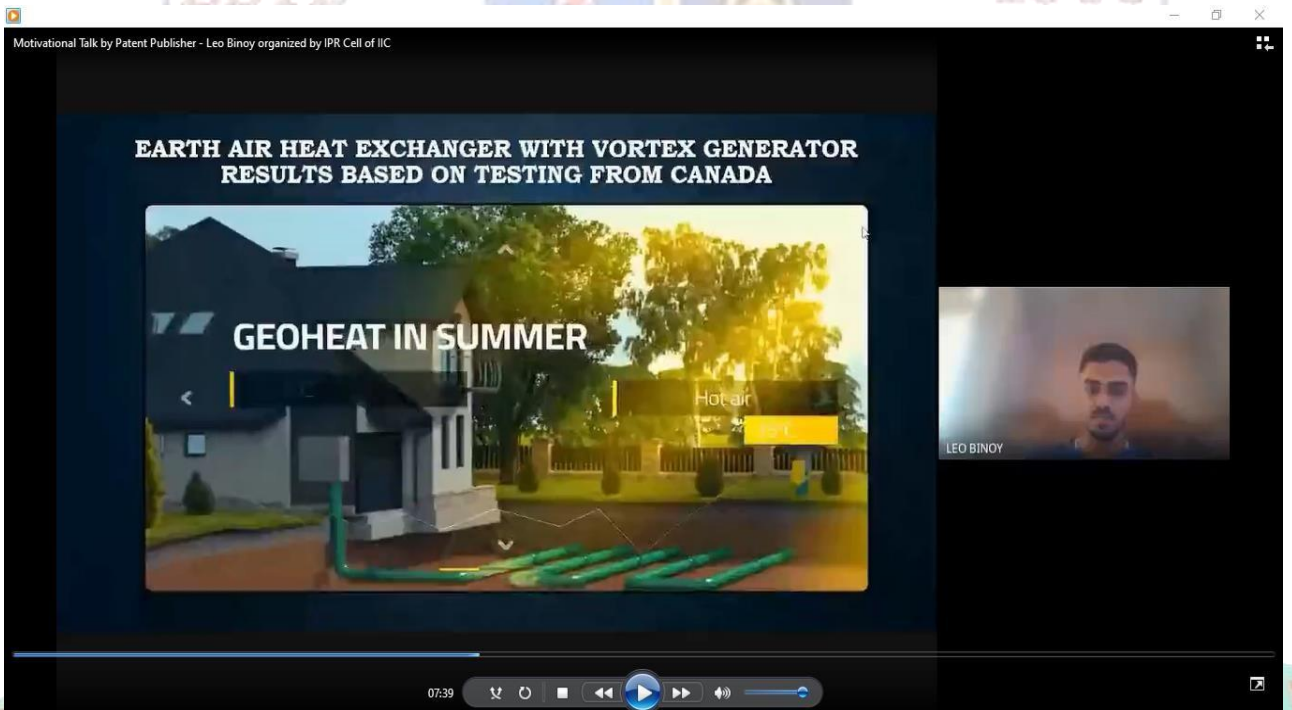 Motivational Talk by Patent Publisher - Leo Binoy organized by IPR Cell of IIC
EARTH AIR HEAT EXCHANGER WITH VORTEX GENERATOR
RESULTS BASED ON TESTING FROM CANADA
GEOHEAT IN SUMMER
Hot air
LEO BINOY
07:39